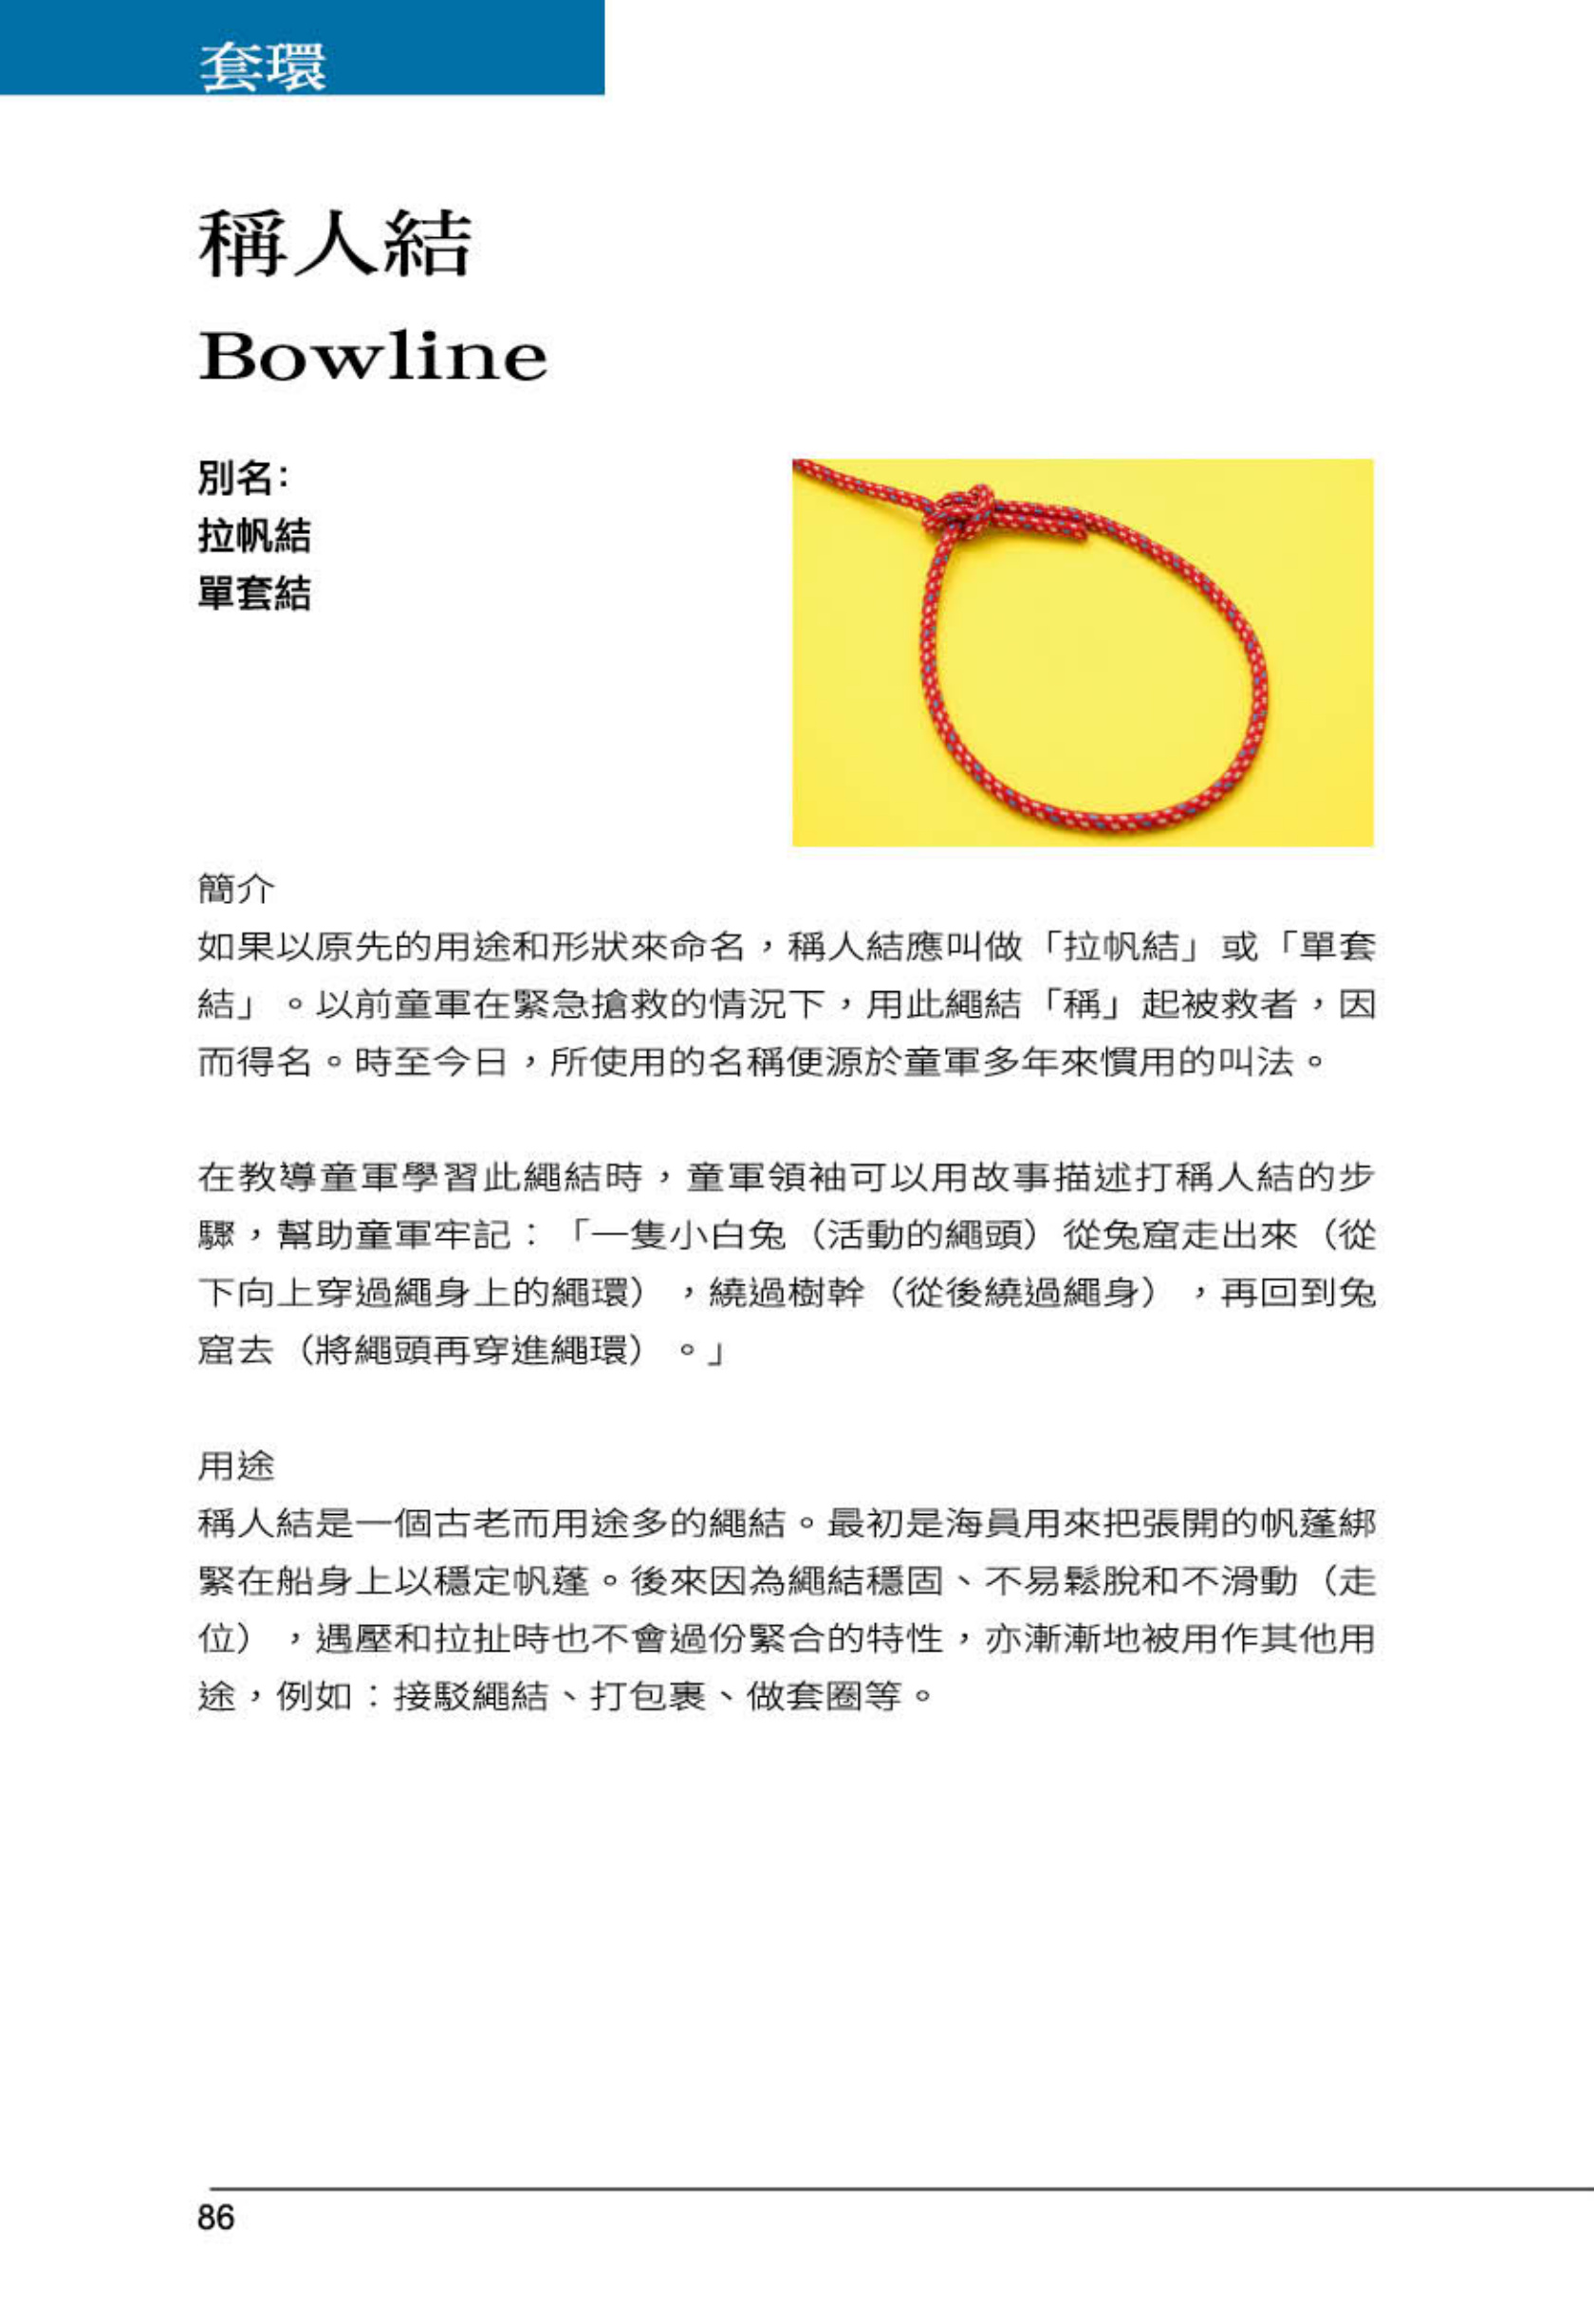 套環
稱人結
Bowline
別名：
拉帆結
單套結
簡介
如果以原先的用途和形狀來命名，稱人結應叫做「拉帆結」或「單套
結」。以前童軍在緊急搶救的情況下，用此繩結「稱」起被救者，因
而得名。時至今日，所使用的名稱便源於童軍多年來慣用的叫法。
在教導童軍學習此繩結時，童軍領袖可以用故事描述打稱人結的步
驟，幫助童軍牢記：「一隻小白兔（活動的繩頭）從兔窟走出來（從
下向上穿過繩身上的繩環），繞過樹幹（從後繞過繩身），再回到兔
窟去（將繩頭再穿進繩環）。」
用途
稱人結是一個古老而用途多的繩結。最初是海員用來把張開的帆蓬綁
緊在船身上以穩定帆蓬。後來因為繩結穩固、不易鬆脫和不滑動（走
位），遇壓和拉扯時也不會過份緊合的特性，亦漸漸地被用作其他用
途，例如：接駁繩結、打包裹、做套圈等。
86